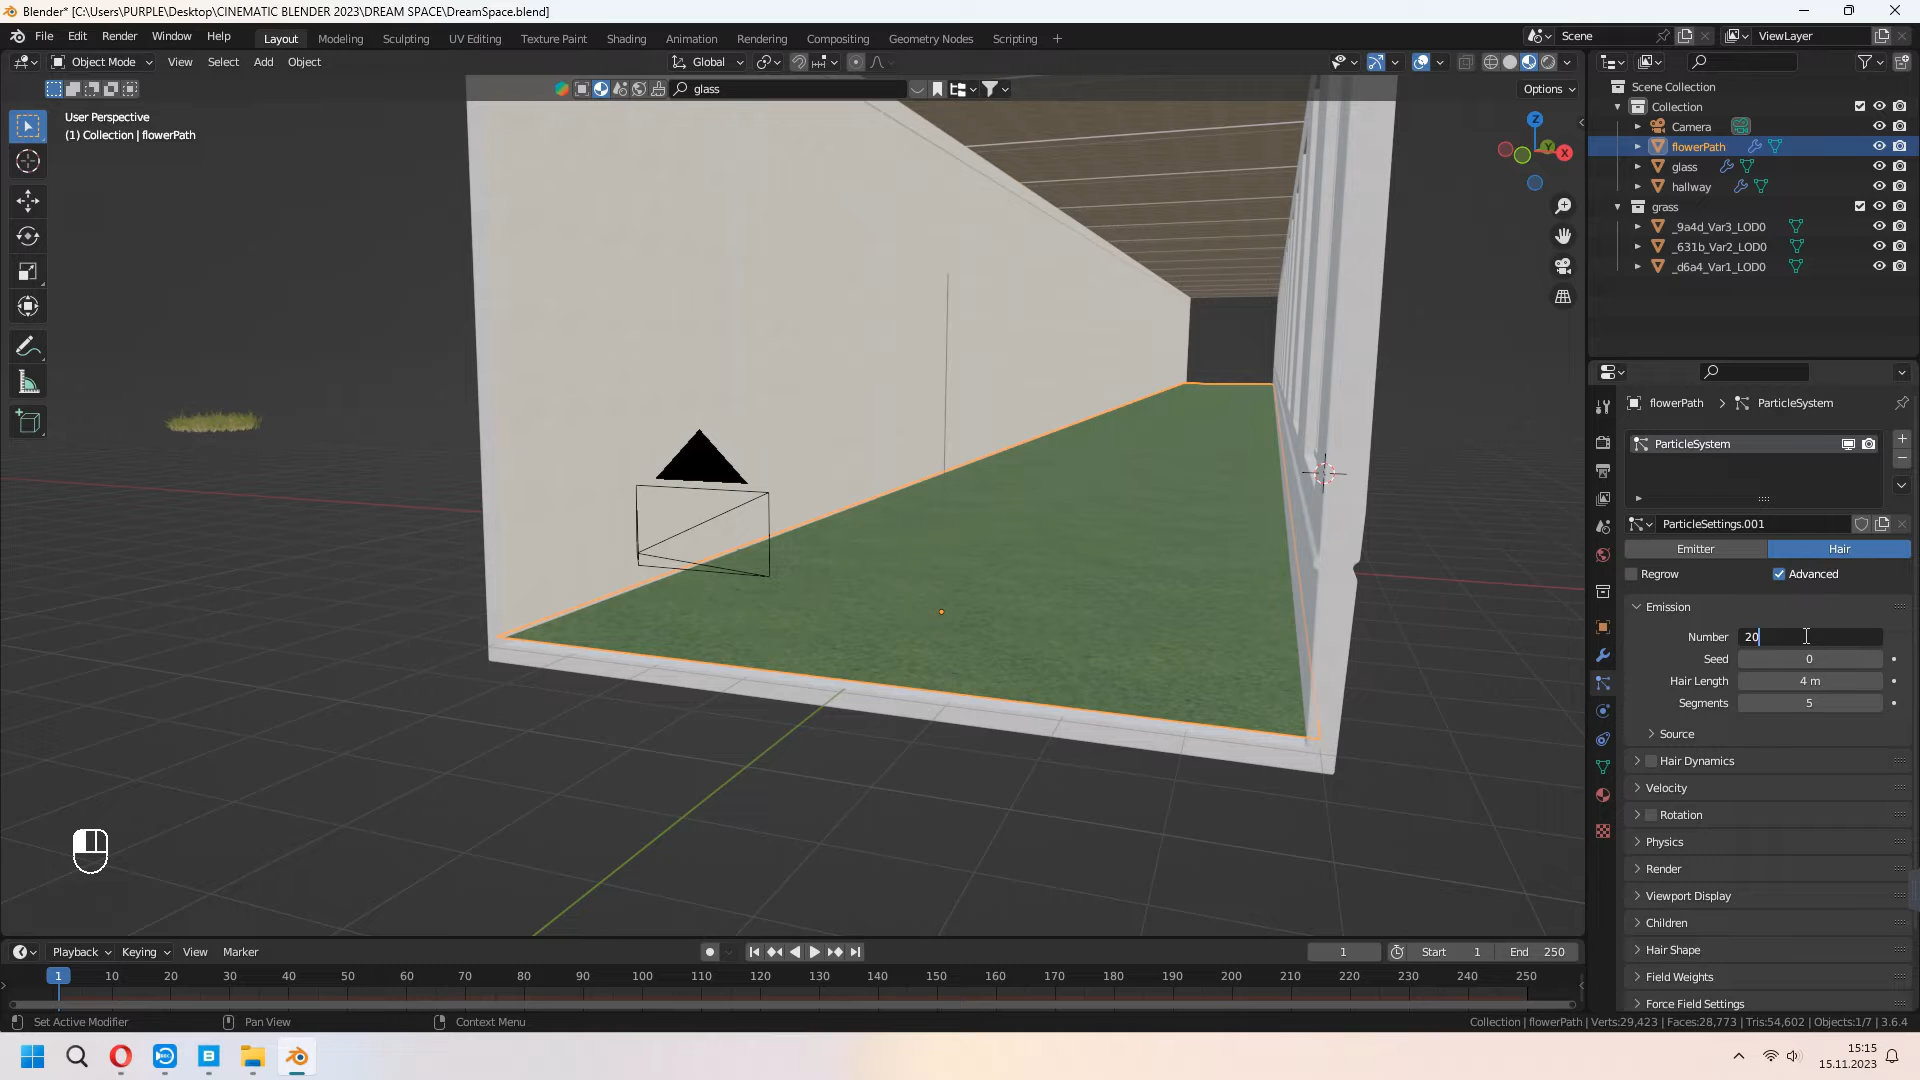 Blender* [C:\Users\PURPLE\Desktop\CINEMATIC BLENDER 2023\DREAM SPACE\DreamSpace.blend]
File Edit Render Window Help Layout Modeling Sculpting UV Editing Texture Paint Shading Animation Rendering Compositing Geometry Nodes Scripting + Scene ViewLayer
Object Mode View Select Add Object Global
glass Options
User Perspective
(1) Collection | flowerPath
Z
Y
X
Scene Collection
Collection
Camera
flowerPath
glass
hallway
grass
_9a4d_Var3_LOD0
_631b_Var2_LOD0
_d6a4_Var1_LOD0
flowerPath > ParticleSystem
ParticleSystem
ParticleSettings.001
Emitter Hair
Regrow Advanced
Emission
Number 20
Seed 0
Hair Length 4 m
Segments 5
Source
Hair Dynamics
Velocity
Rotation
Physics
Render
Viewport Display
Children
Hair Shape
Field Weights
Force Field Settings
Playback Keying View Marker 1 Start 1 End 250
1 10 20 30 40 50 60 70 80 90 100 110 120 130 140 150 160 170 180 190 200 210 220 230 240 250
Set Active Modifier Pan View Context Menu Collection | flowerPath | Verts:29,423 | Faces:28,773 | Tris:54,602 | Objects:1/7 | 3.6.4
15:15
15.11.2023